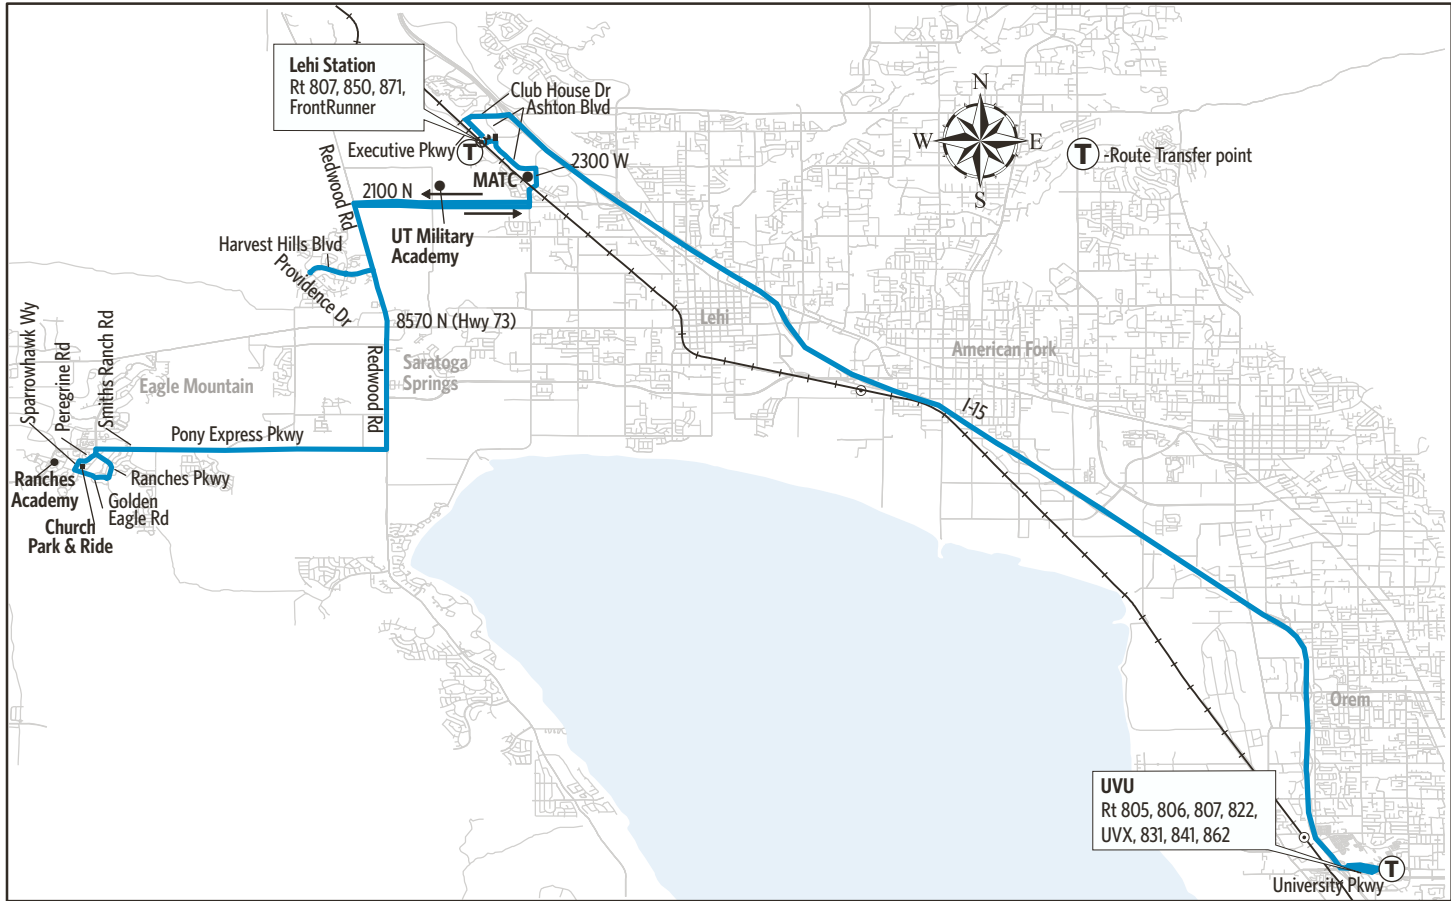 Lehi Station
Rt 807, 850, 871,
FrontRunner
Club House Dr
Ashton Blvd
Executive Pkwy
T
2300 W
MATC
2100 N
Redwood Rd
UT Military
Academy
N
W
E
S
T
-Route Transfer point
Harvest Hills Blvd
Providence Dr
8570 N (Hwy 73)
Lehi
American Fork
Saratoga
Springs
Redwood Rd
Sparrowhawk Wy
Peregrine Rd
Smiths Ranch Rd
Eagle Mountain
I-15
Pony Express Pkwy
Ranches
Academy
Ranches Pkwy
Golden
Eagle Rd
Church
Park & Ride
Orem
UVU
Rt 805, 806, 807, 822,
UVX, 831, 841, 862
T
University Pkwy